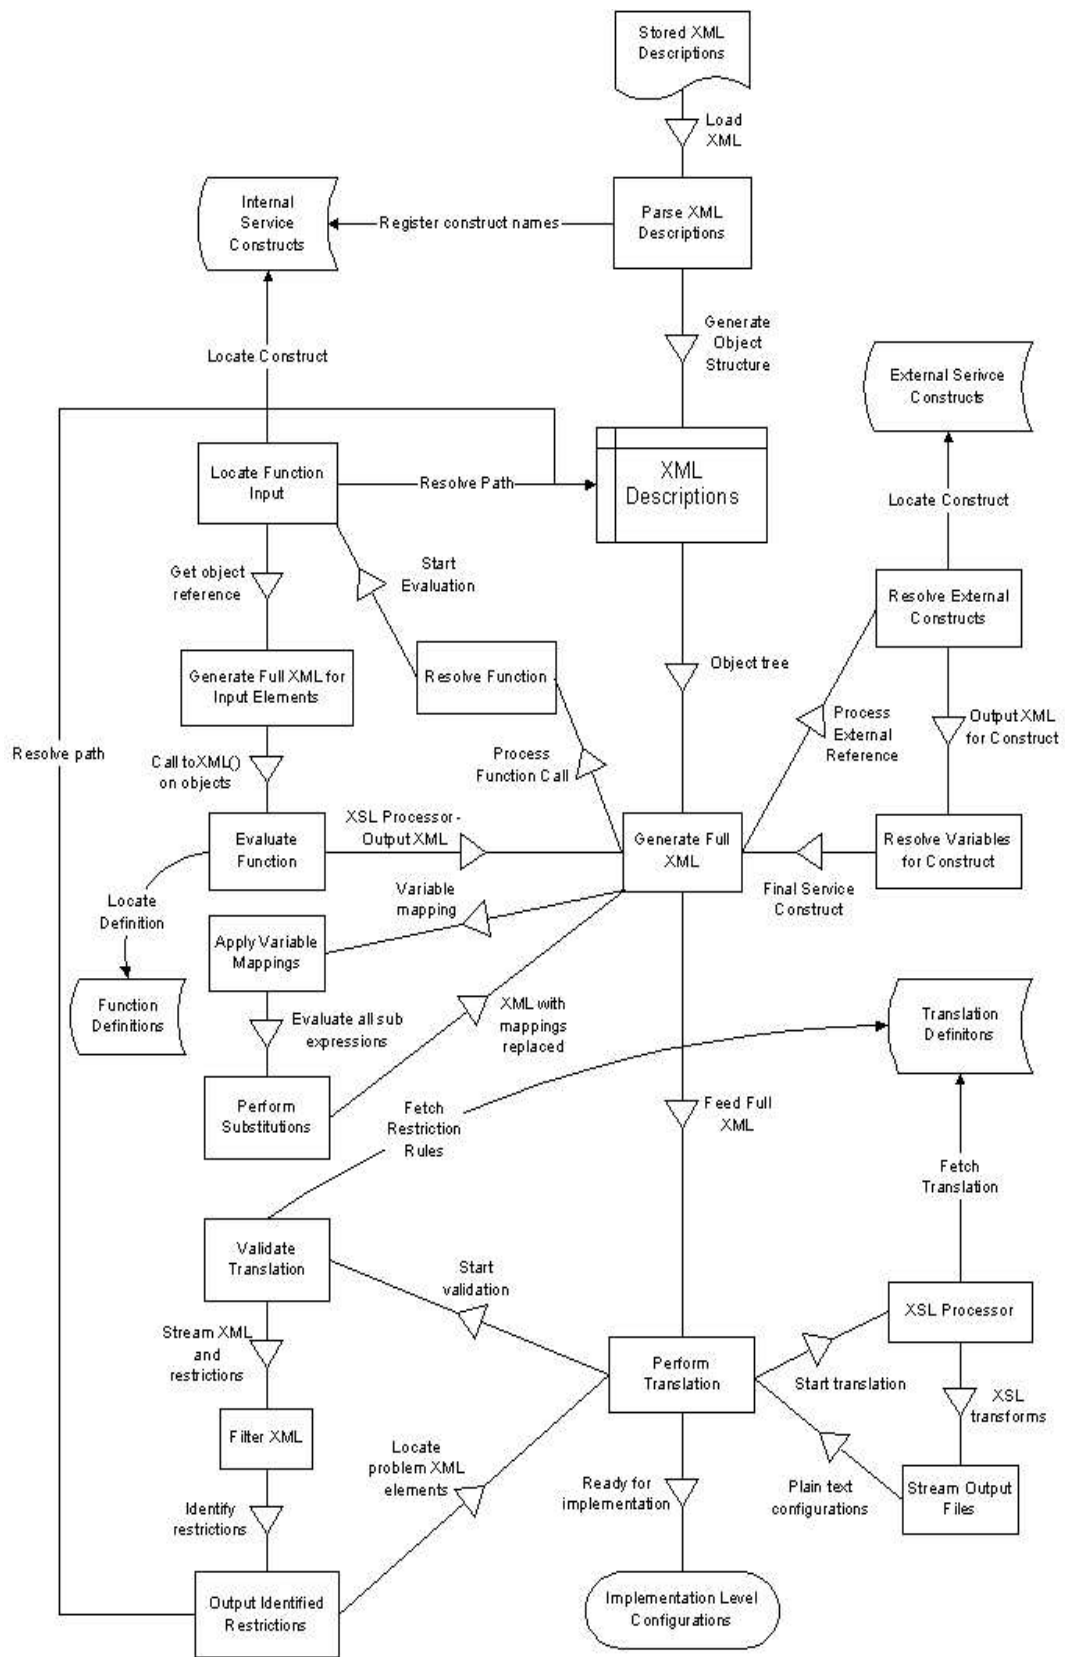 Stored XML
Descriptions
Load
XML
Internal
Service
Constructs
Register construct names
Parse XML
Descriptions
Generate
Object
Structure
Locate Construct
External Serivce
Constructs
Locate Function
Input
Resolve Path
XML
Descriptions
Locate Construct
Get object
reference
Start
Evaluation
Resolve External
Constructs
Generate Full XML for
Input Elements
Resolve Function
Object tree
Process
External
Reference
Output XML
for Construct
Resolve path
Call toXML()
on objects
Process
Function Call
Evaluate
Function
XSL Processor -
Output XML
Generate Full
XML
Resolve Variables
for Construct
Locate
Definition
Variable
mapping
Final Service
Construct
Apply Variable
Mappings
Function
Definitions
Evaluate all sub
expressions
XML with
mappings
replaced
Translation
Definitons
Perform
Substitutions
Fetch
Restriction
Rules
Feed Full
XML
Fetch
Translation
Validate
Translation
Start
validation
XSL Processor
Stream XML
and
restrictions
Perform
Translation
Start translation
XSL
transforms
Filter XML
Locate
problem XML
elements
Ready for
implementation
Plain text
configurations
Stream Output
Files
Identify
restrictions
Output Identified
Restrictions
Implementation Level
Configurations